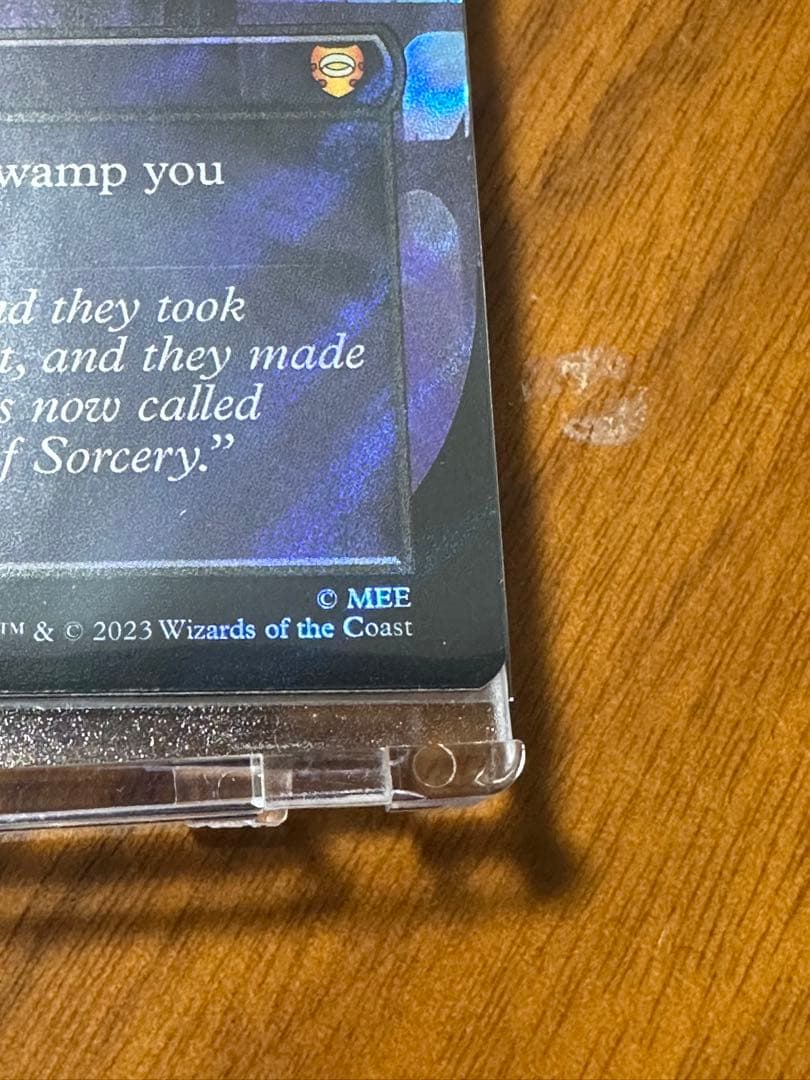 wamp you
d they took
t, and they made
s now called
f Sorcery.”
© MEE
™ & © 2023 Wizards of the Coast